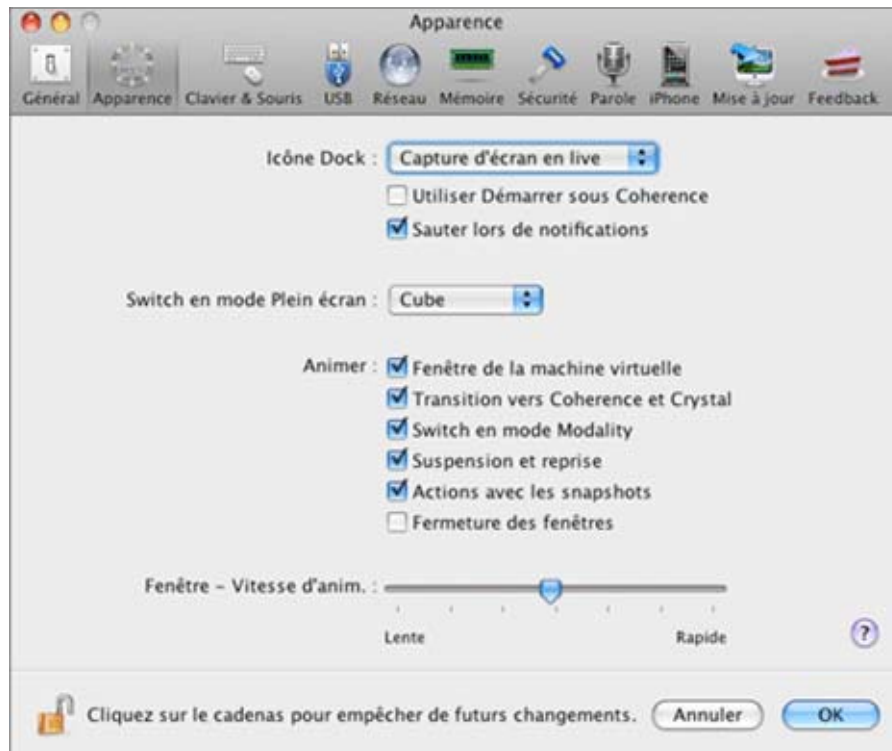 Apparence
Général Apparence Clavier & Souris USB Réseau Mémoire Sécurité Parole iPhone Mise à jour Feedback
Icône Dock : Capture d'écran en live
Utiliser Démarrer sous Coherence
Sauter lors de notifications
Switch en mode Plein écran : Cube
Animer : Fenêtre de la machine virtuelle
Transition vers Coherence et Crystal
Switch en mode Modality
Suspension et reprise
Actions avec les snapshots
Fermeture des fenêtres
Fenêtre - Vitesse d'anim. :
Lente Rapide
?
Cliquez sur le cadenas pour empêcher de futurs changements. Annuler OK